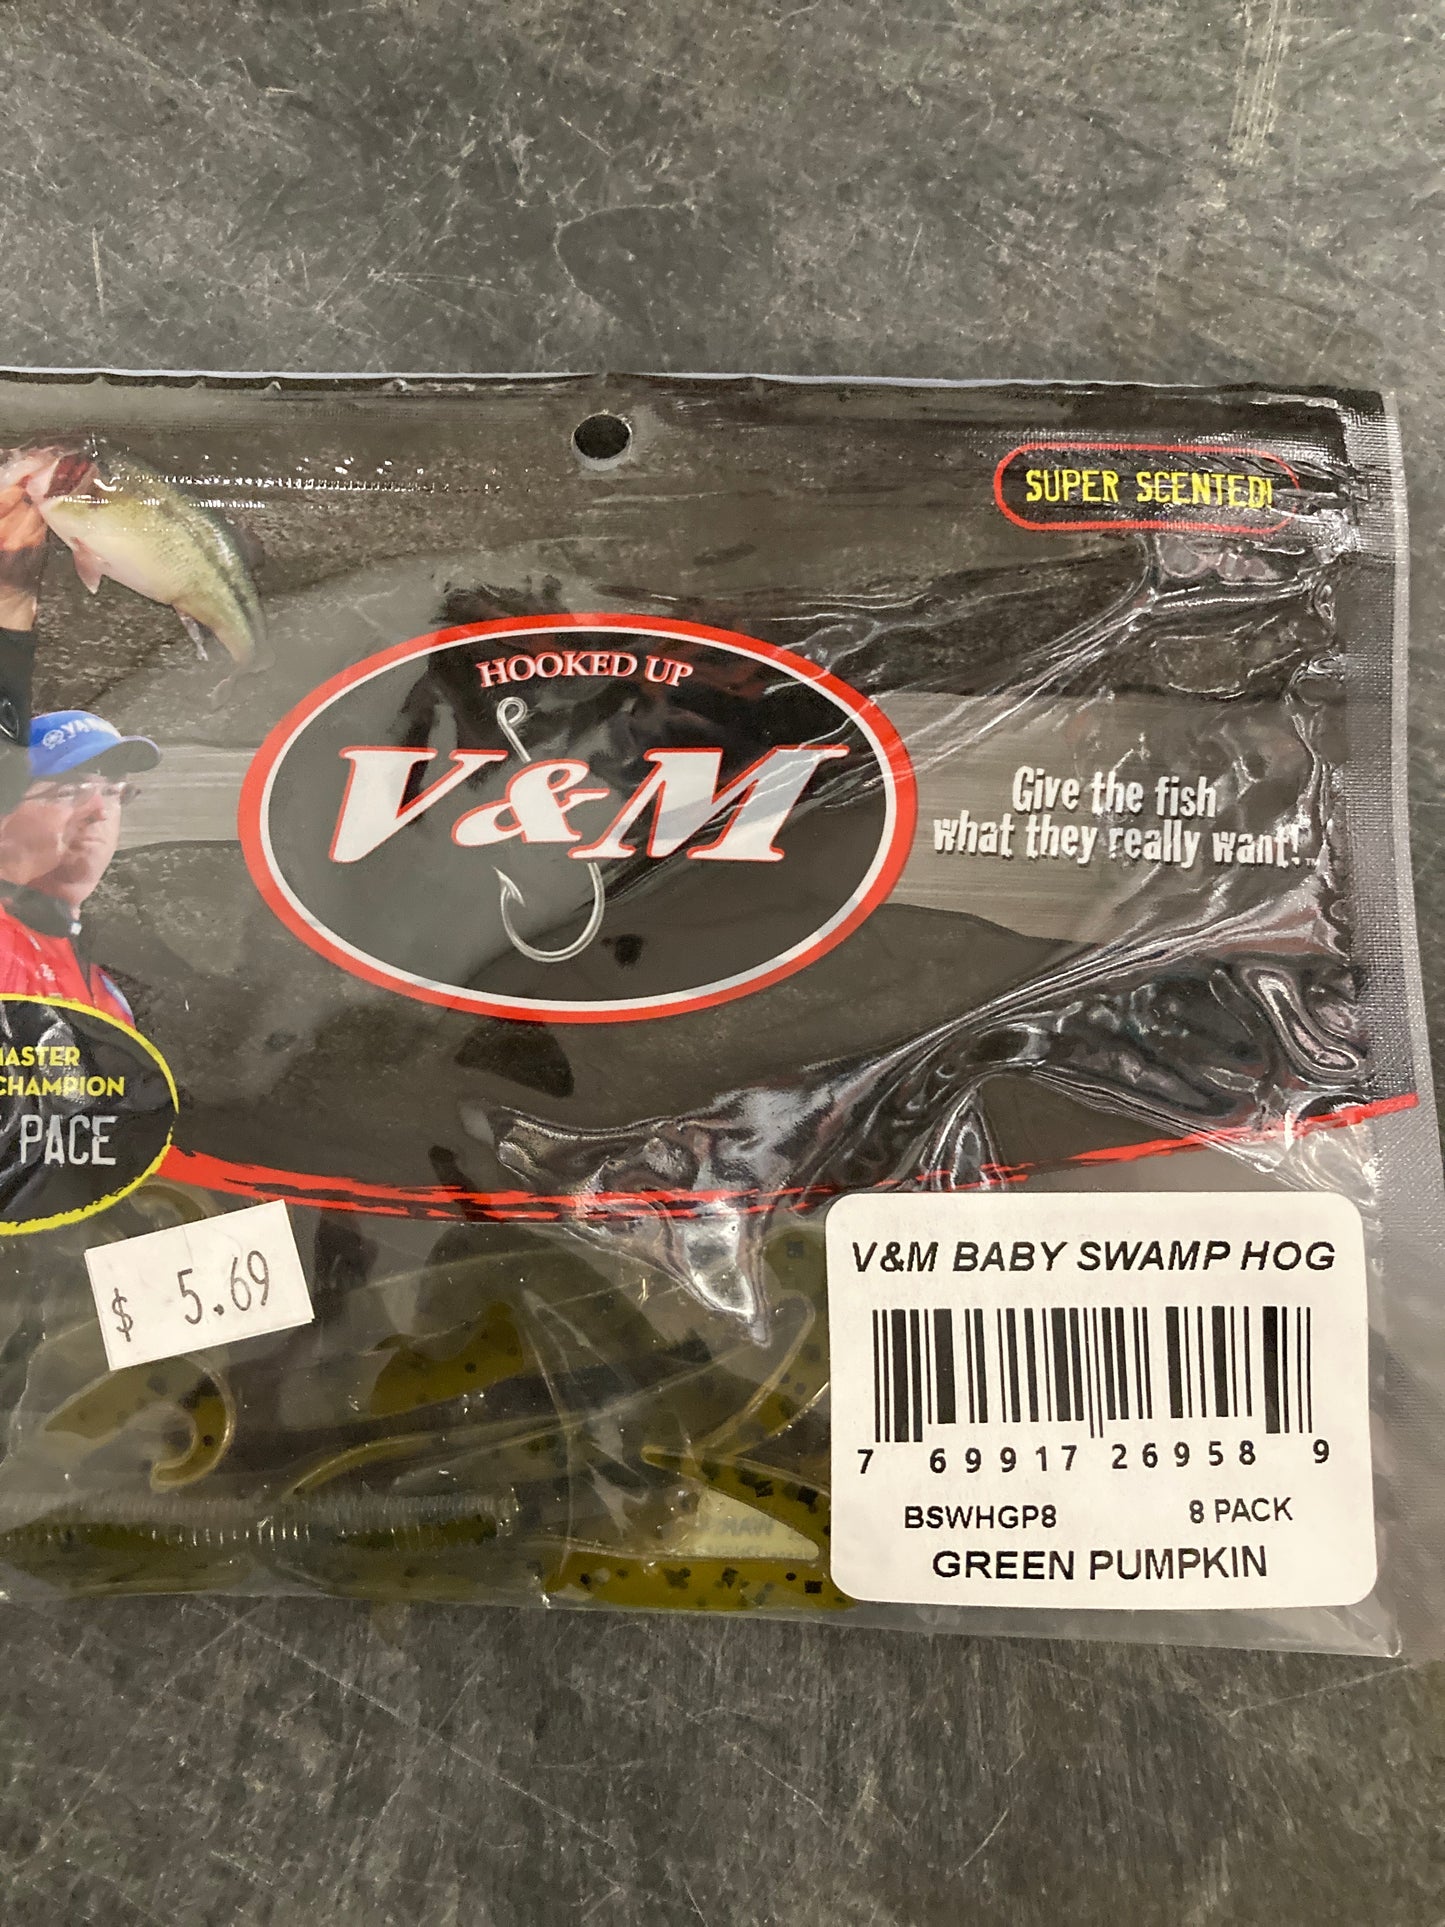 SUPER SCENTED!
HOOKED UP
V&M
Give the fish
what they really want!™
CHAMPION
PACE
$ 5.69
V&M BABY SWAMP HOG
7 69917 26958 9
BSWHGP8 8 PACK
GREEN PUMPKIN